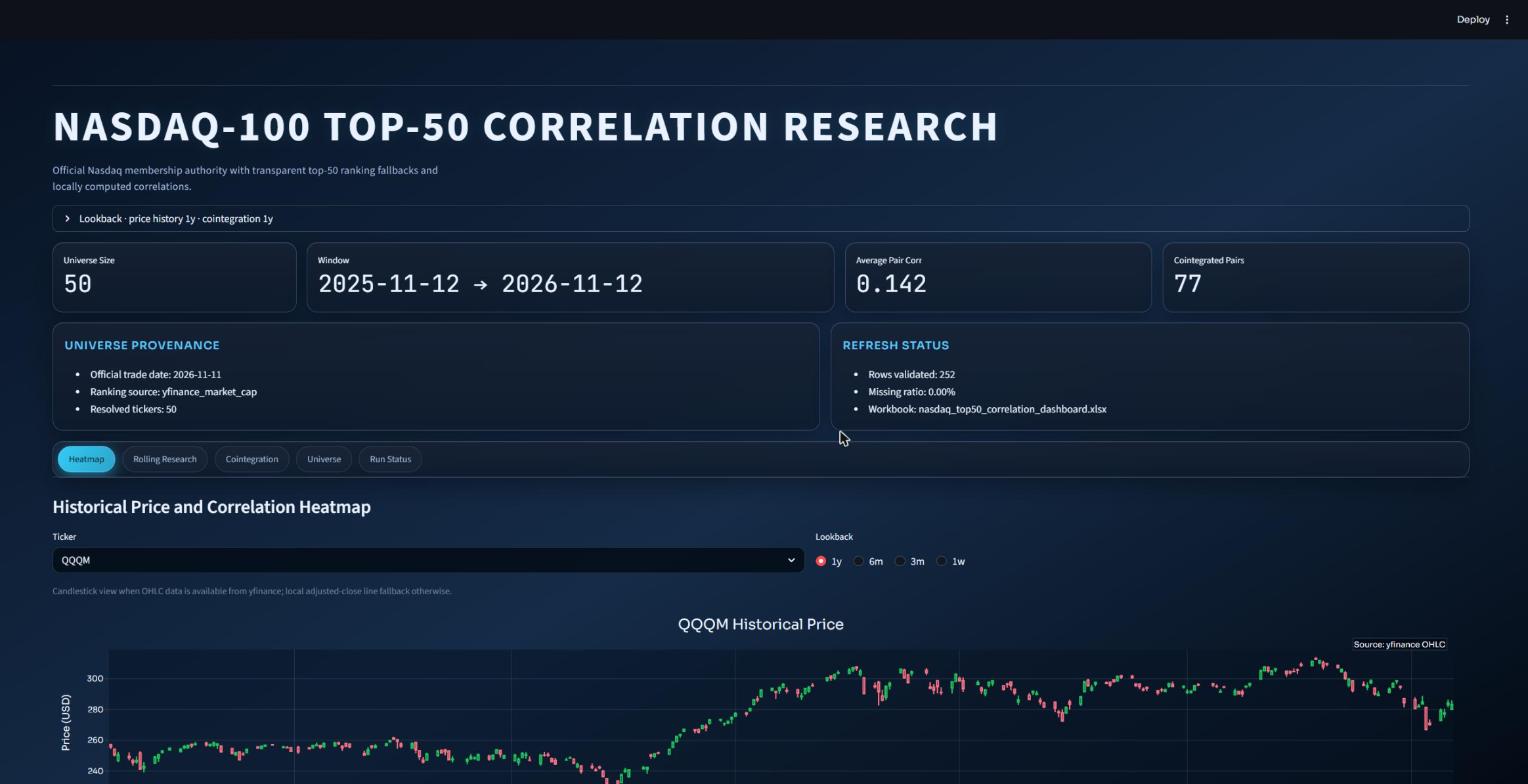 Deploy
NASDAQ-100 TOP-50 CORRELATION RESEARCH
Official Nasdaq membership authority with transparent top-50 ranking fallbacks and
locally computed correlations.
Lookback · price history 1y · cointegration 1y
Universe Size
50
Window
2025-11-12 → 2026-11-12
Average Pair Corr
0.142
Cointegrated Pairs
77
UNIVERSE PROVENANCE
Official trade date: 2026-11-11
Ranking source: yfinance_market_cap
Resolved tickers: 50
REFRESH STATUS
Rows validated: 252
Missing ratio: 0.00%
Workbook: nasdaq_top50_correlation_dashboard.xlsx
Heatmap
Rolling Research
Cointegration
Universe
Run Status
Historical Price and Correlation Heatmap
Ticker
QQQM
Lookback
1y
6m
3m
1w
Candlestick view when OHLC data is available from yfinance; local adjusted-close line fallback otherwise.
QQQM Historical Price
Source: yfinance OHLC
Price (USD)
300
280
260
240